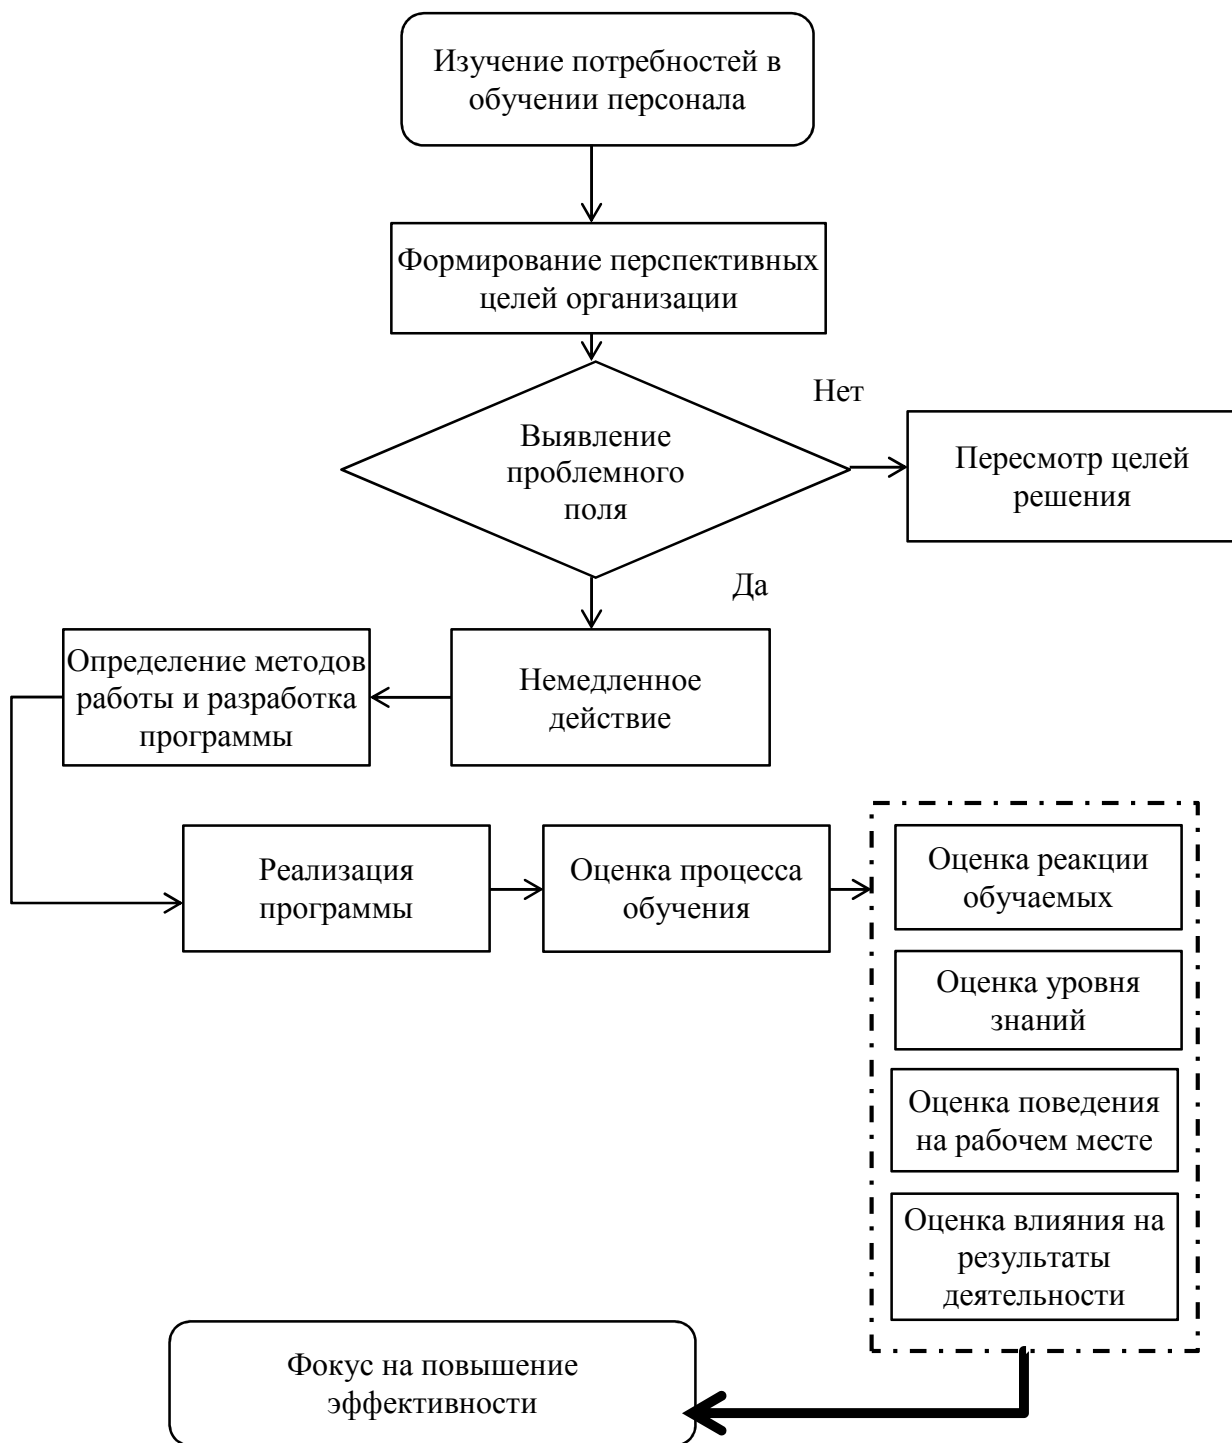 Изучение потребностей в
обучении персонала
Формирование перспективных
целей организации
Нет
Выявление
проблемного
поля
Пересмотр целей
решения
Да
Определение методов
работы и разработка
программы
Немедленное
действие
Реализация
программы
Оценка процесса
обучения
Оценка реакции
обучаемых
Оценка уровня
знаний
Оценка поведения
на рабочем месте
Оценка влияния на
результаты
деятельности
Фокус на повышение
эффективности